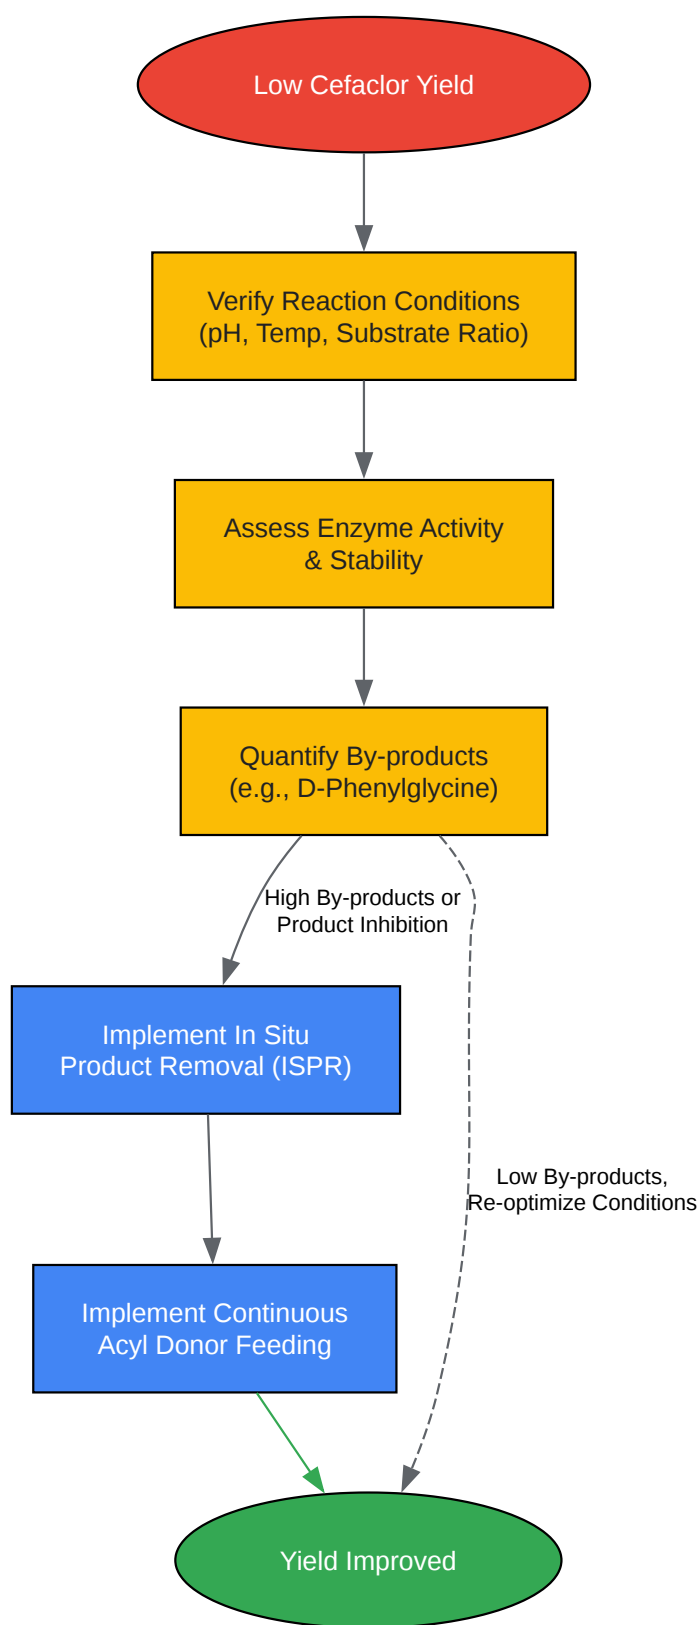 Low Cefaclor Yield
Verify Reaction Conditions
(pH, Temp, Substrate Ratio)
Assess Enzyme Activity
& Stability
Quantify By-products
(e.g., D-Phenylglycine)
High By-products or
Product Inhibition
Implement In Situ
Product Removal (ISPR)
Low By-products,
Re-optimize Conditions
Implement Continuous
Acyl Donor Feeding
Yield Improved